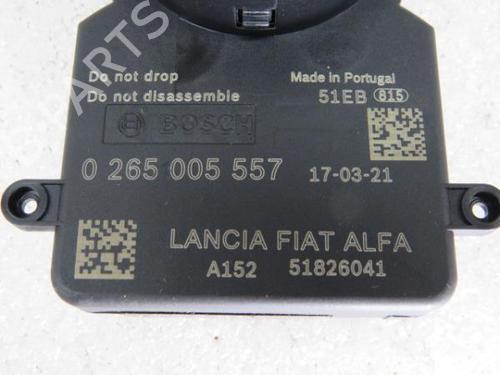 Do not drop
Made in Portugal
Do not disassemble
51EB 815
BOSCH
0 265 005 557
17-03-21
LANCIA FIAT ALFA
A152 51826041